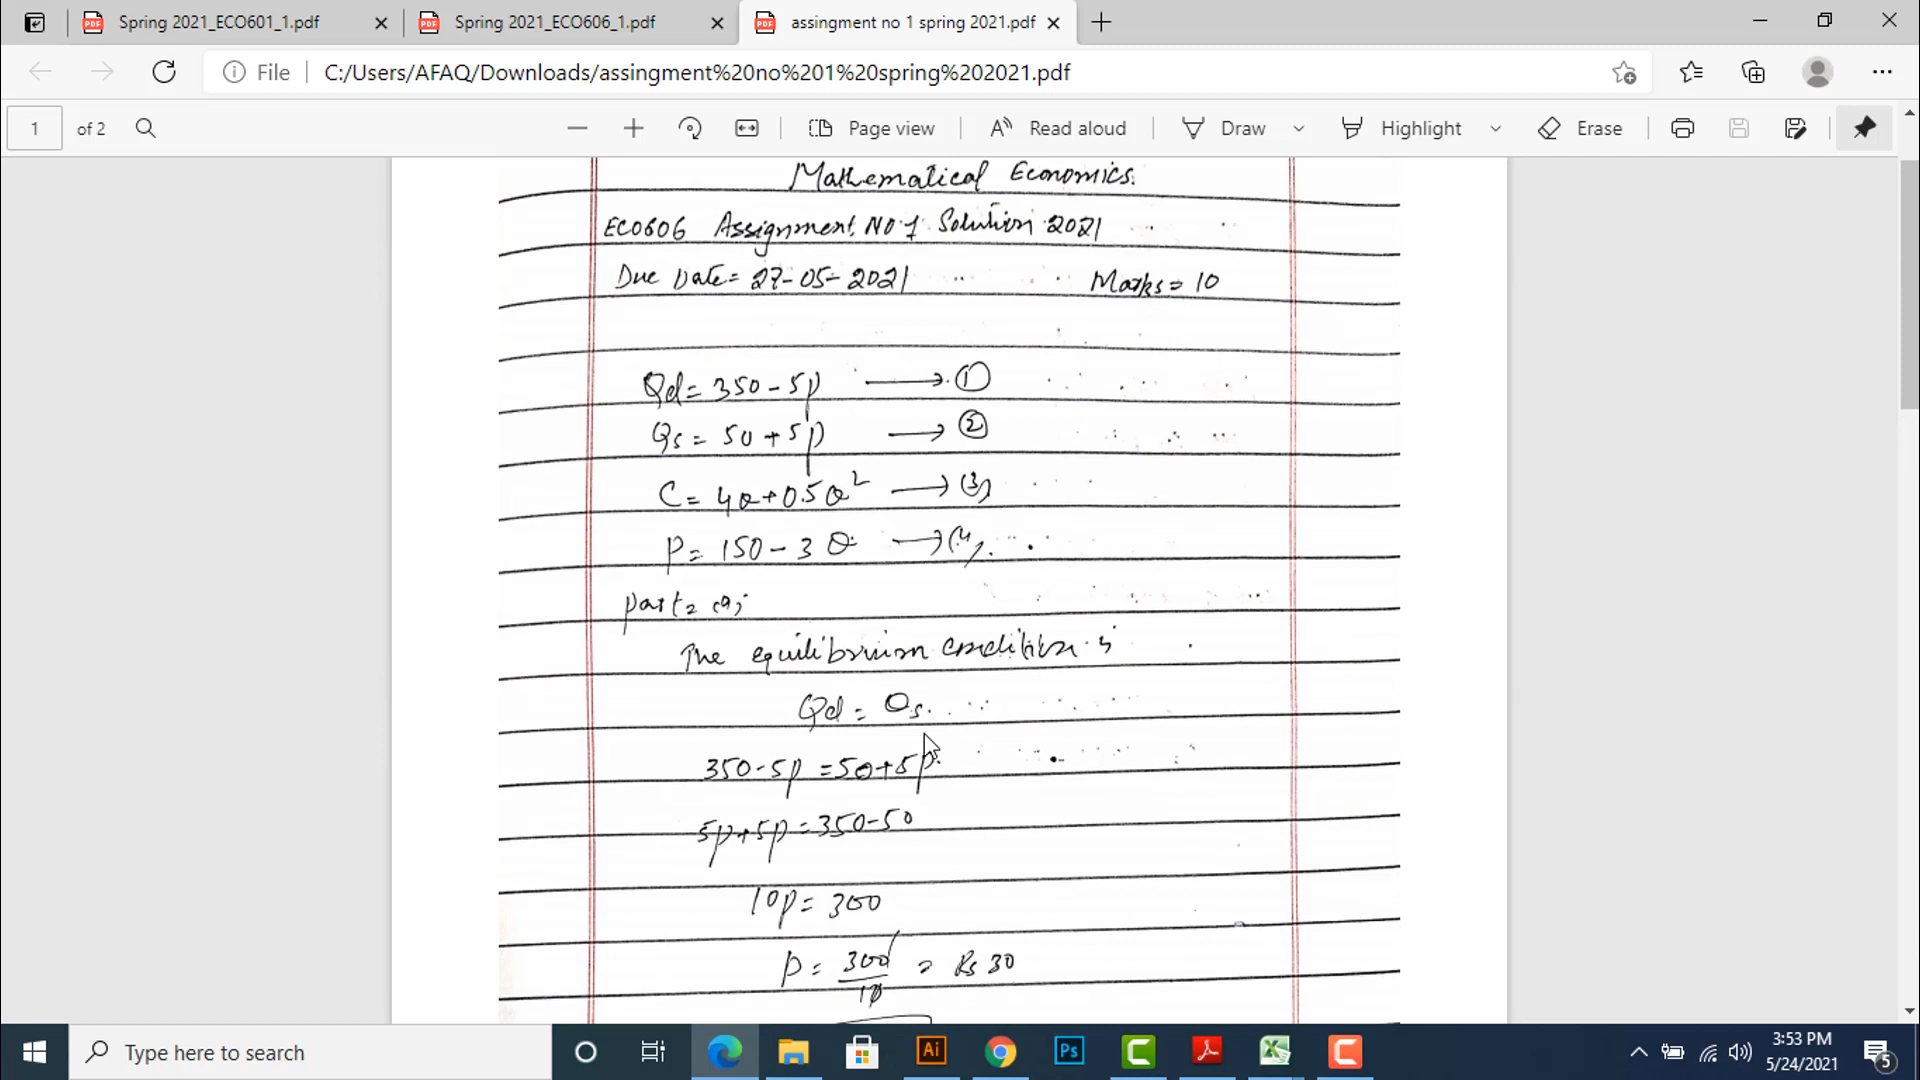 Spring 2021_ECO601_1.pdf
Spring 2021_ECO606_1.pdf
assingment no 1 spring 2021.pdf
File
C:/Users/AFAQ/Downloads/assingment%20no%201%20spring%202021.pdf
1 of 2
Page view
Read aloud
Draw
Highlight
Erase
Mathematical Economics.
ECO606 Assignment No 1 Solution 2021
Due Date= 27-05-2021 Marks=10
Qd=350-5p → ①
Qs=50+5p → ②
C=4Q+0.5Q² → (3)
P=150-3Q → (4)
Part= (a)
The equilibrium condition is
Qd=Qs.
350-5p=50+5p
5p+5p=350-50
10p=300
P=300/10 = Rs 30
Type here to search
3:53 PM
5/24/2021
5